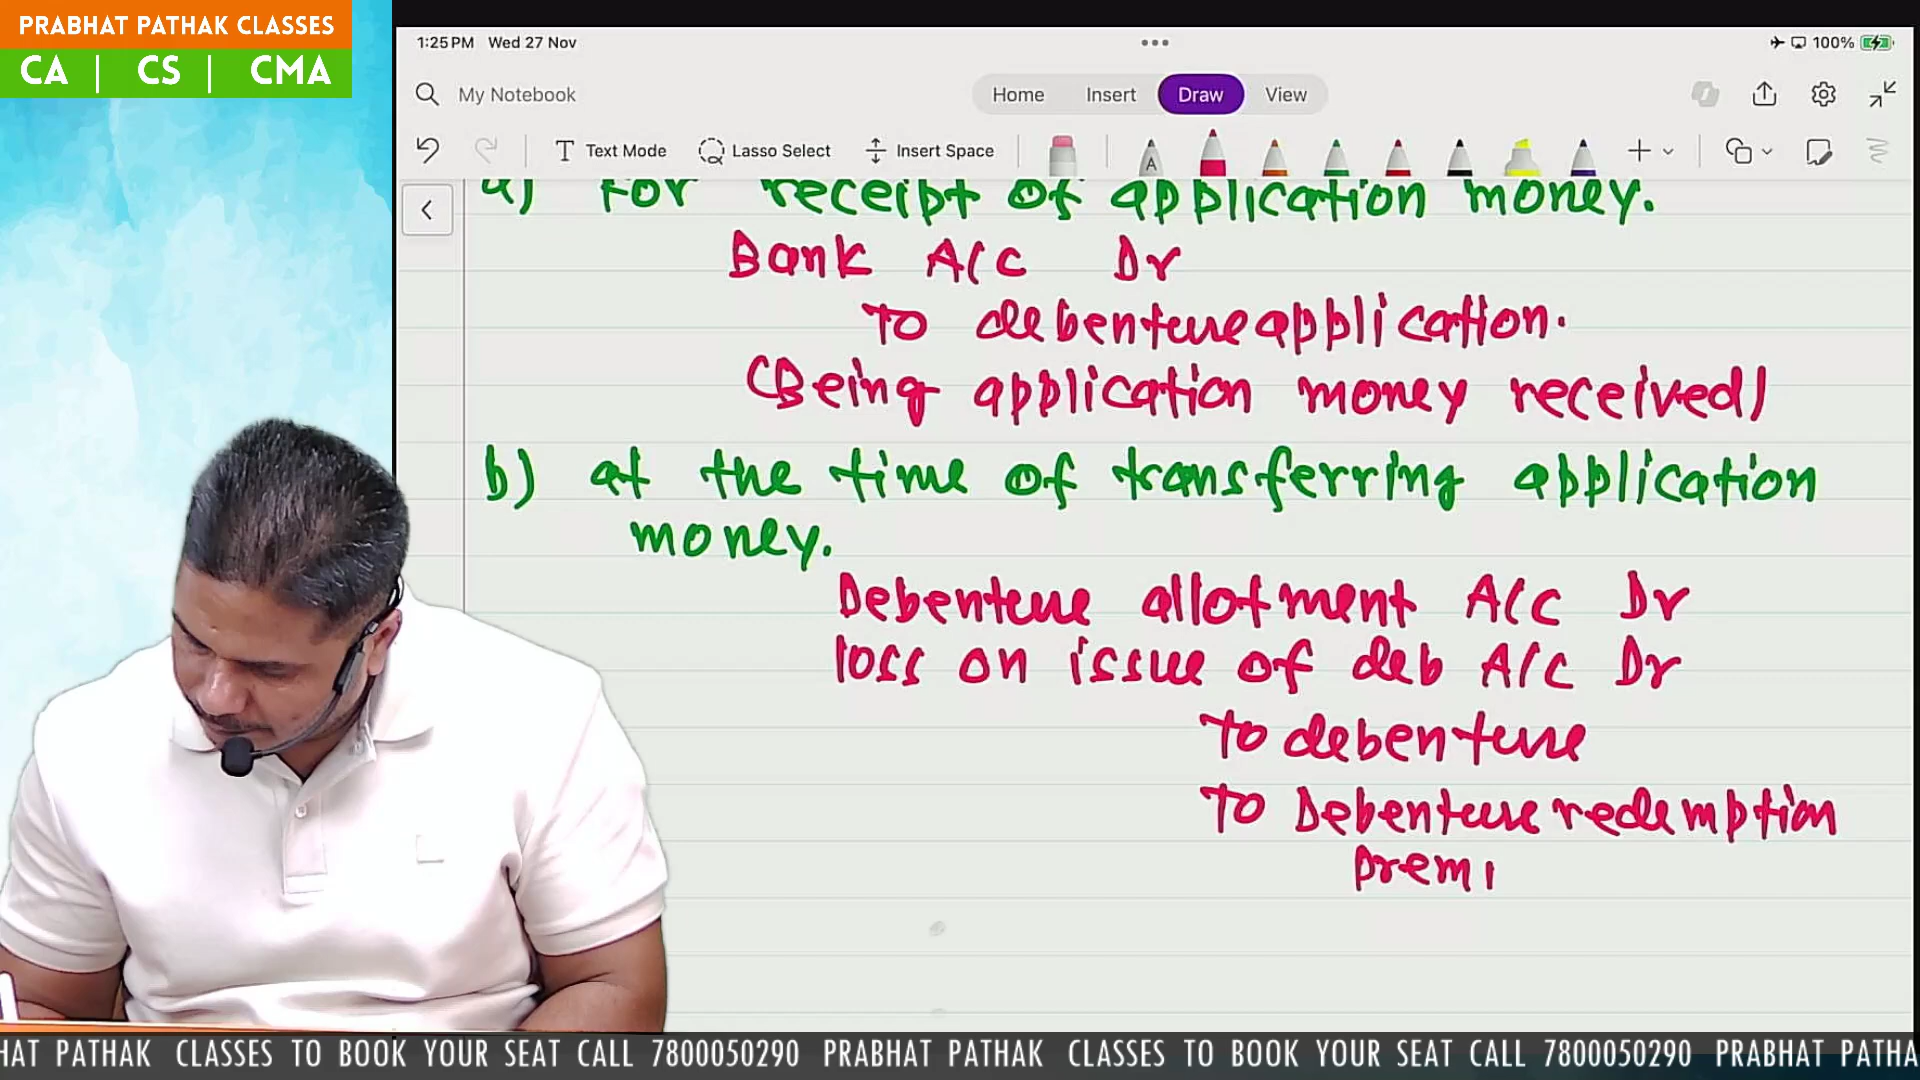 PRABHAT PATHAK CLASSES
CA | CS | CMA
1:25 PM Wed 27 Nov
100%
My Notebook
Home Insert Draw View
Text Mode Lasso Select Insert Space
A
a) For receipt of application money.
Bank A/c Dr
To debenture application.
(Being application money received)
b) at the time of transferring application
money.
Debenture allotment A/c Dr
loss on issue of deb A/c Dr
To debenture
To Debenture redemption
premi
HAT PATHAK CLASSES TO BOOK YOUR SEAT CALL 7800050290 PRABHAT PATHAK CLASSES TO BOOK YOUR SEAT CALL 7800050290 PRABHAT PATHA